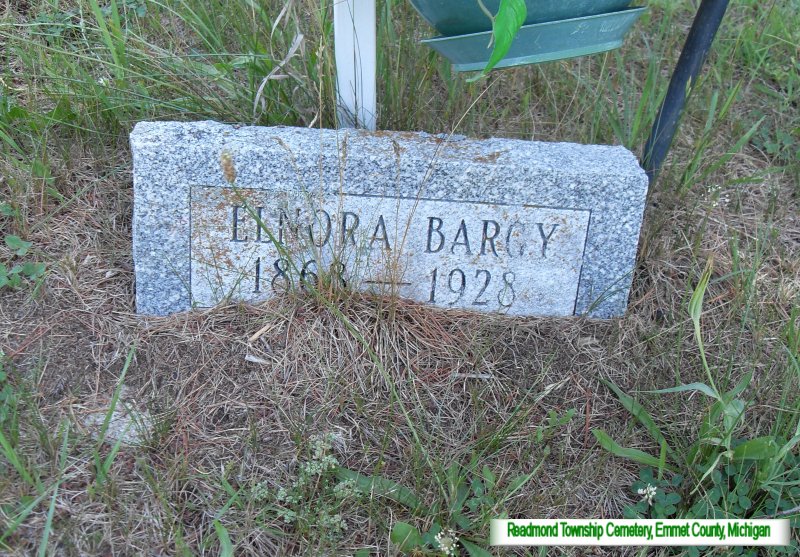 ELNORA BARGY
1868 — 1928
Readmond Township Cemetery, Emmet County, Michigan